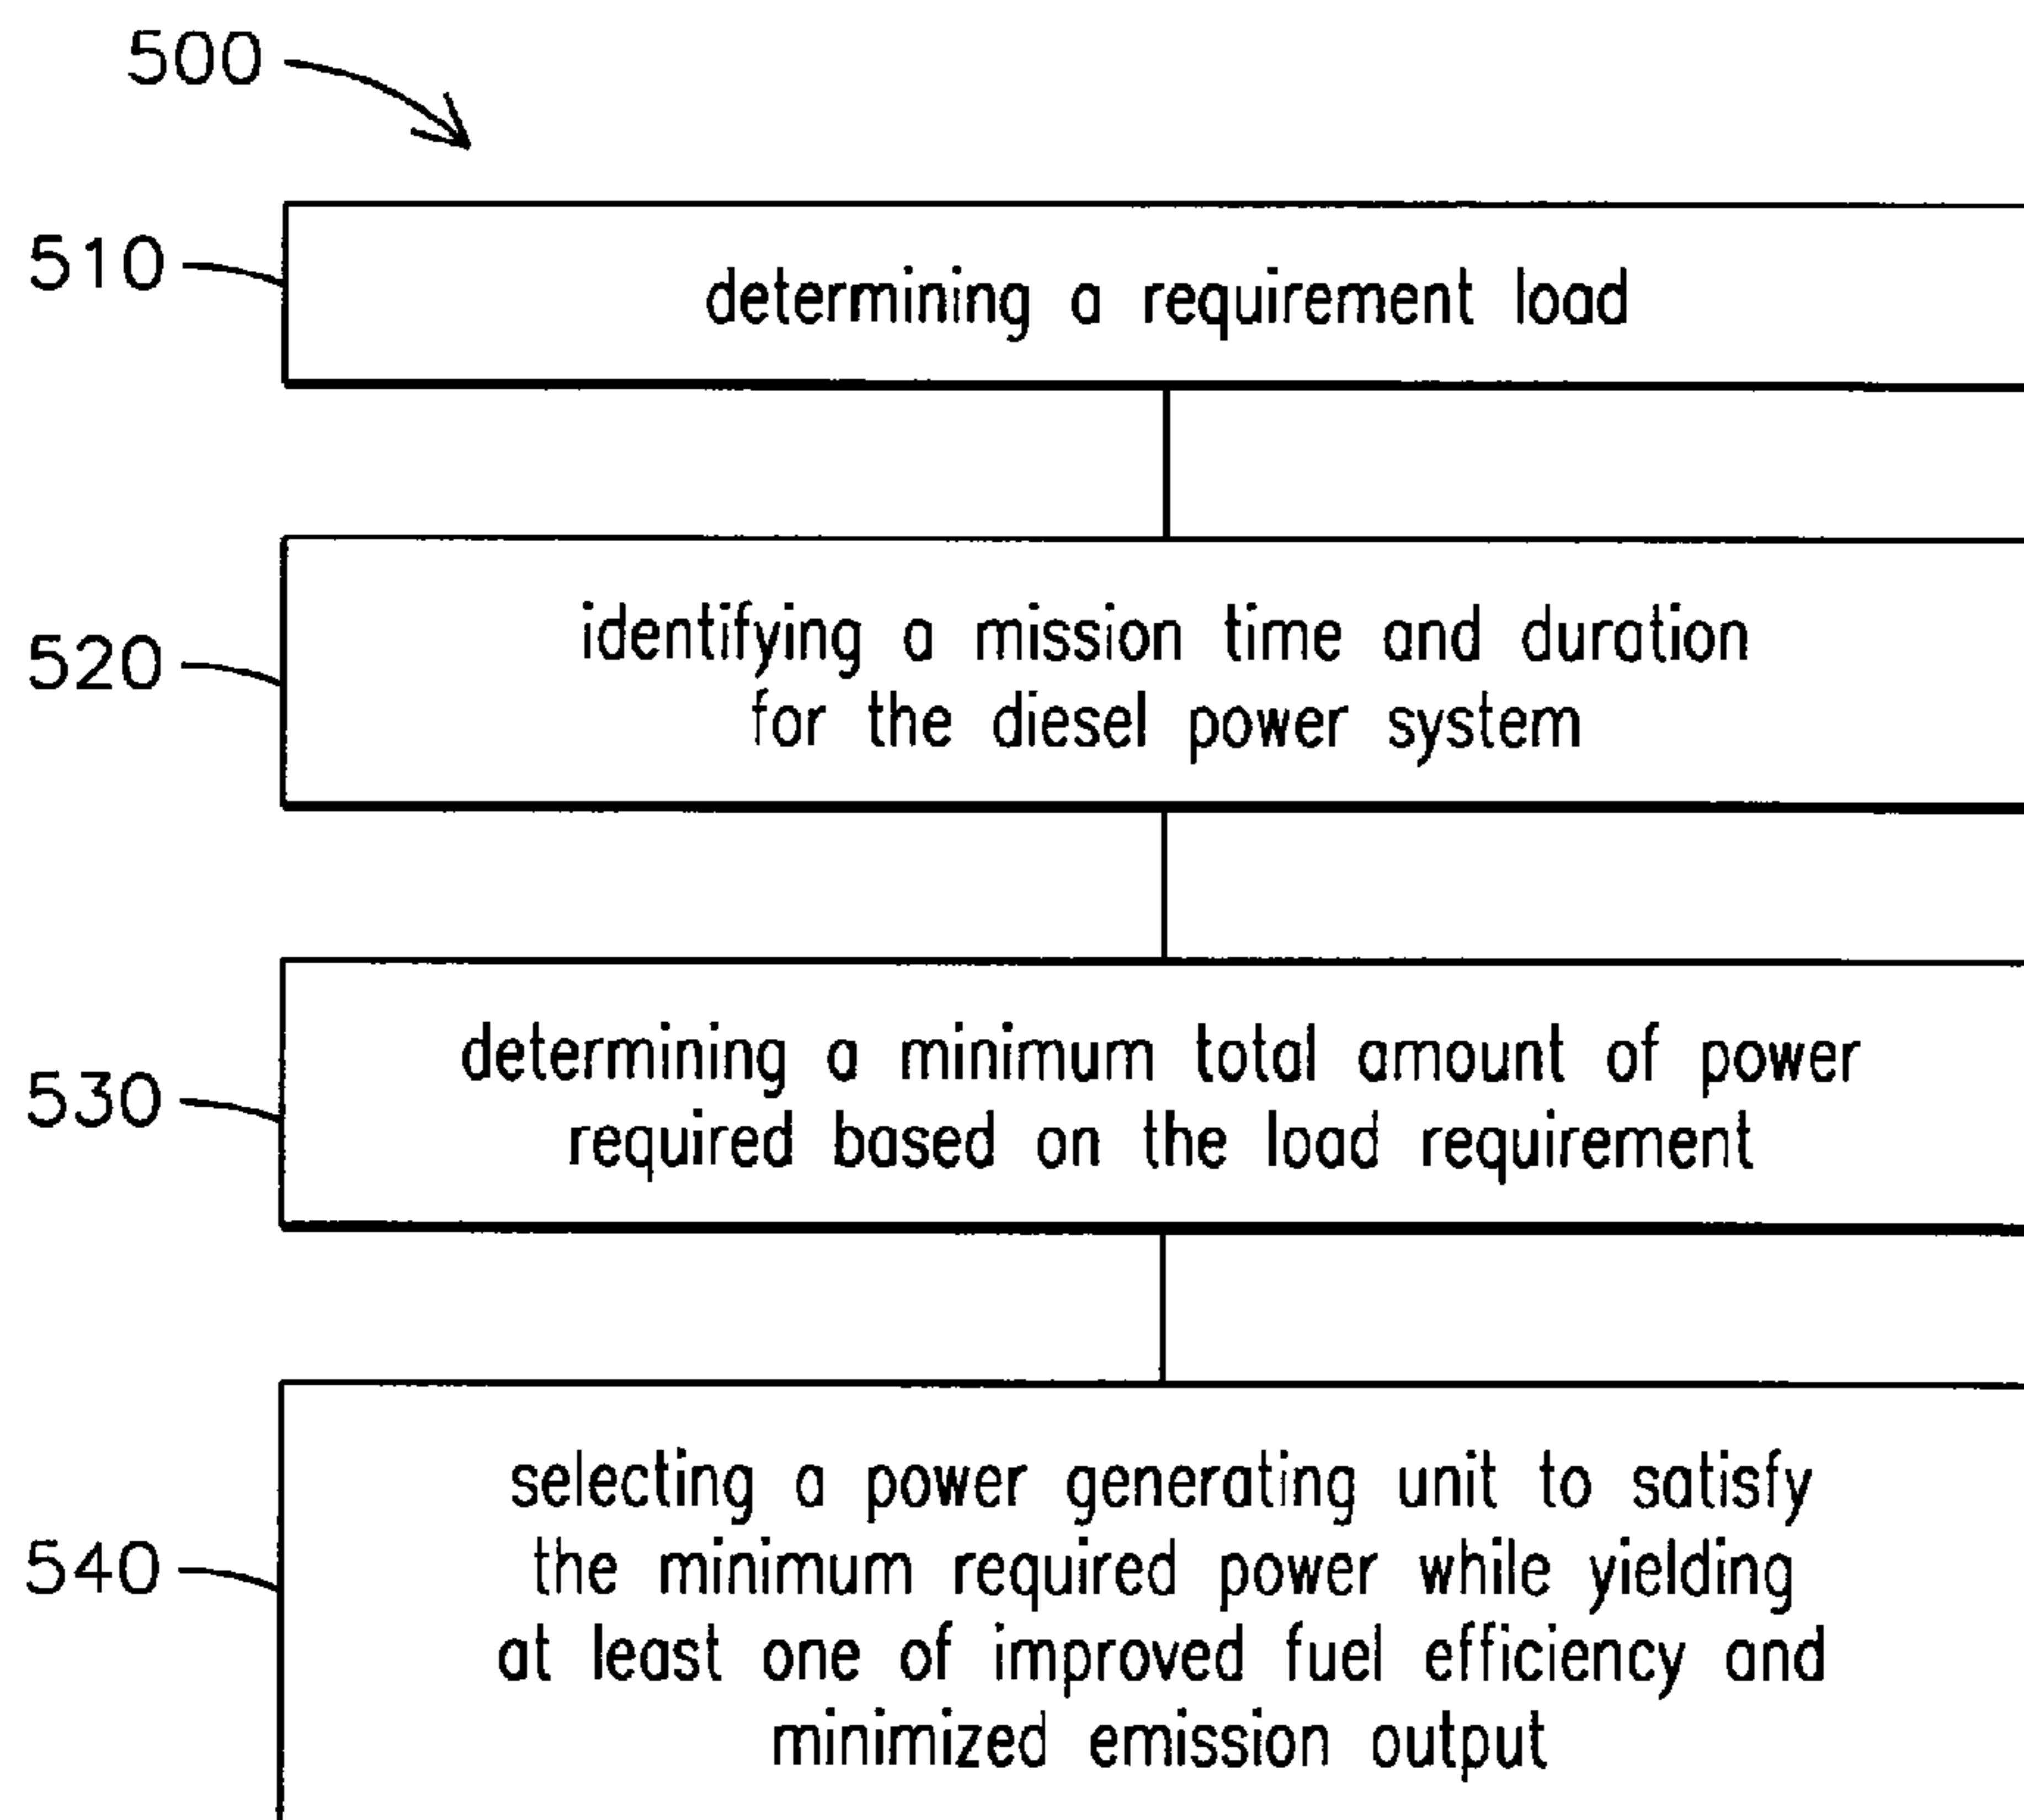 500
510
determining a requirement load
520
identifying a mission time and duration
for the diesel power system
530
determining a minimum total amount of power
required based on the load requirement
540
selecting a power generating unit to satisfy
the minimum required power while yielding
at least one of improved fuel efficiency and
minimized emission output